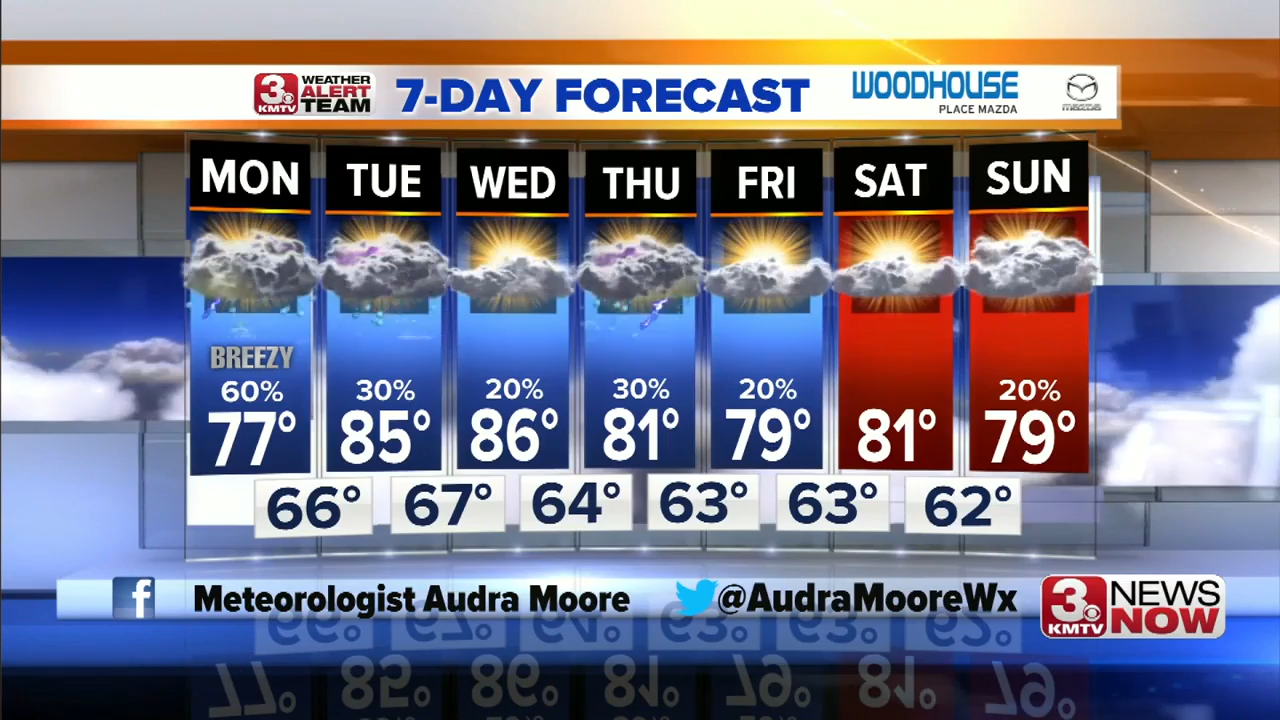 3 KMTV WEATHER ALERT TEAM 7-DAY FORECAST WOODHOUSE PLACE MAZDA mazda
MON TUE WED THU FRI SAT SUN
BREEZY
60% 30% 20% 30% 20% 20%
77° 85° 86° 81° 79° 81° 79°
66° 67° 64° 63° 63° 62°
f Meteorologist Audra Moore @AudraMooreWx 3 KMTV NEWS NOW